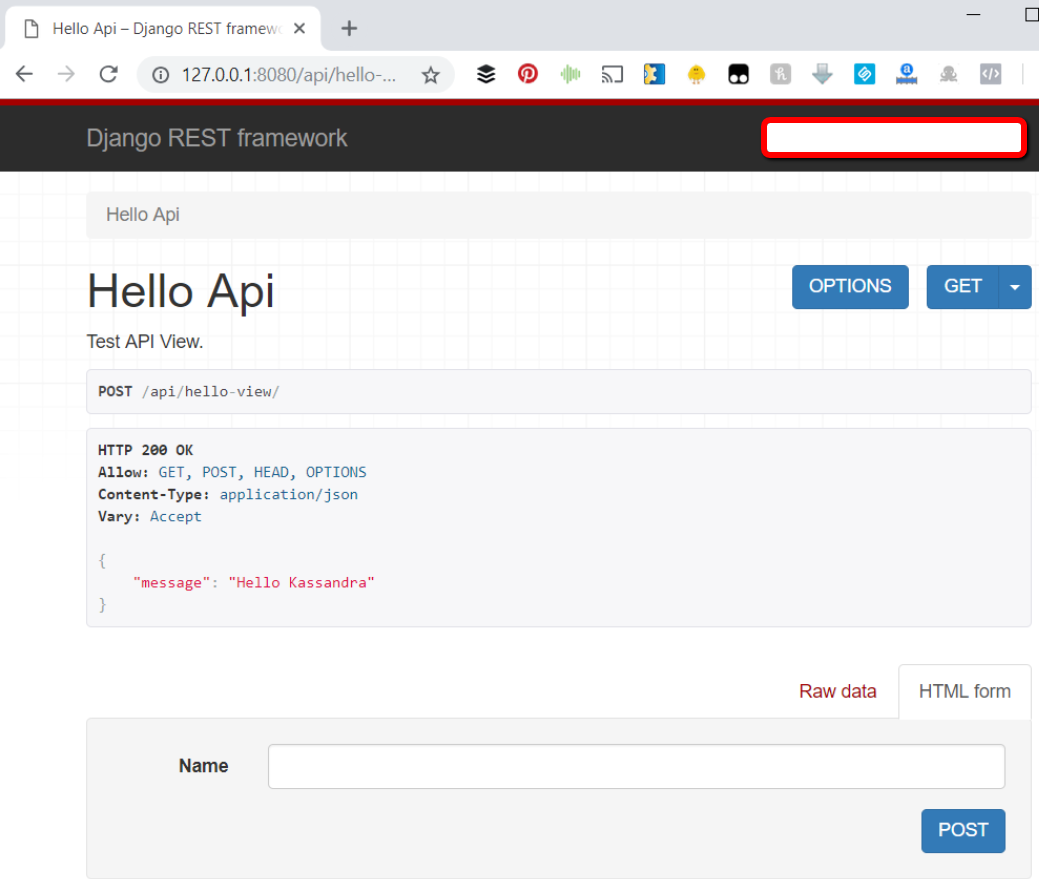 Hello Api – Django REST framew
127.0.0.1:8080/api/hello-...
Django REST framework
Hello Api
Hello Api
OPTIONS
GET
Test API View.
POST /api/hello-view/
HTTP 200 OK
Allow: GET, POST, HEAD, OPTIONS
Content-Type: application/json
Vary: Accept
{
"message": "Hello Kassandra"
}
Raw data
HTML form
Name
POST